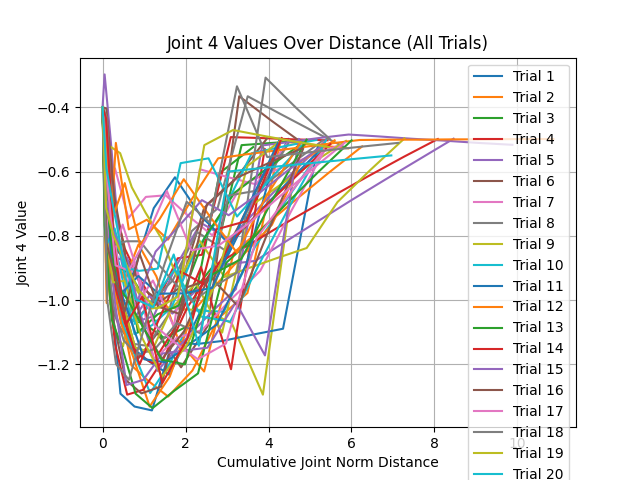 Joint 4 Values Over Distance (All Trials)
Joint 4 Value
−0.4
−0.6
−0.8
−1.0
−1.2
0
2
4
6
8
10
Cumulative Joint Norm Distance
Trial 1
Trial 2
Trial 3
Trial 4
Trial 5
Trial 6
Trial 7
Trial 8
Trial 9
Trial 10
Trial 11
Trial 12
Trial 13
Trial 14
Trial 15
Trial 16
Trial 17
Trial 18
Trial 19
Trial 20